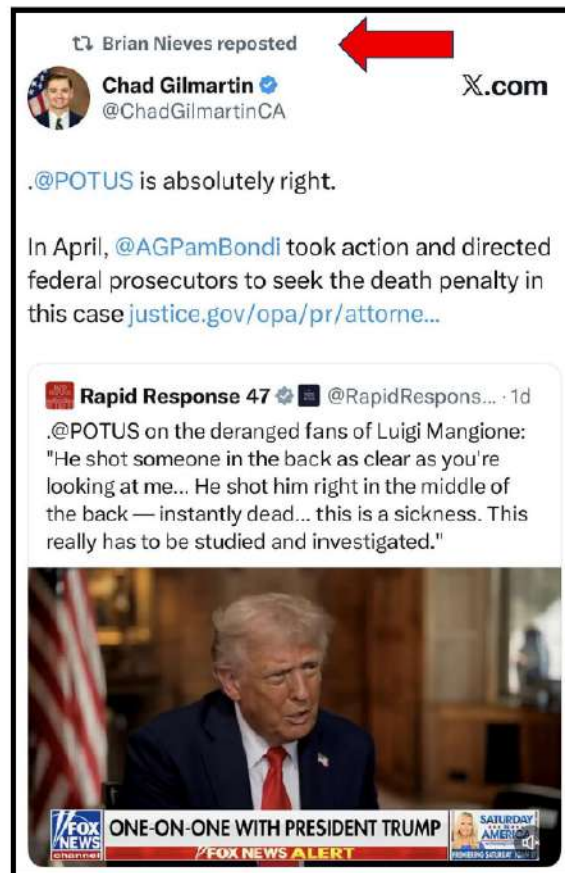 Brian Nieves reposted
Chad Gilmartin
@ChadGilmartinCA
X.com
.@POTUS is absolutely right.
In April, @AGPamBondi took action and directed
federal prosecutors to seek the death penalty in
this case justice.gov/opa/pr/attorne...
Rapid Response 47 @RapidRespons... · 1d
.@POTUS on the deranged fans of Luigi Mangione:
"He shot someone in the back as clear as you're
looking at me... He shot him right in the middle of
the back — instantly dead... this is a sickness. This
really has to be studied and investigated."
FOX
NEWS
channel
ONE-ON-ONE WITH PRESIDENT TRUMP
FOX NEWS ALERT
SATURDAY
AMERICA